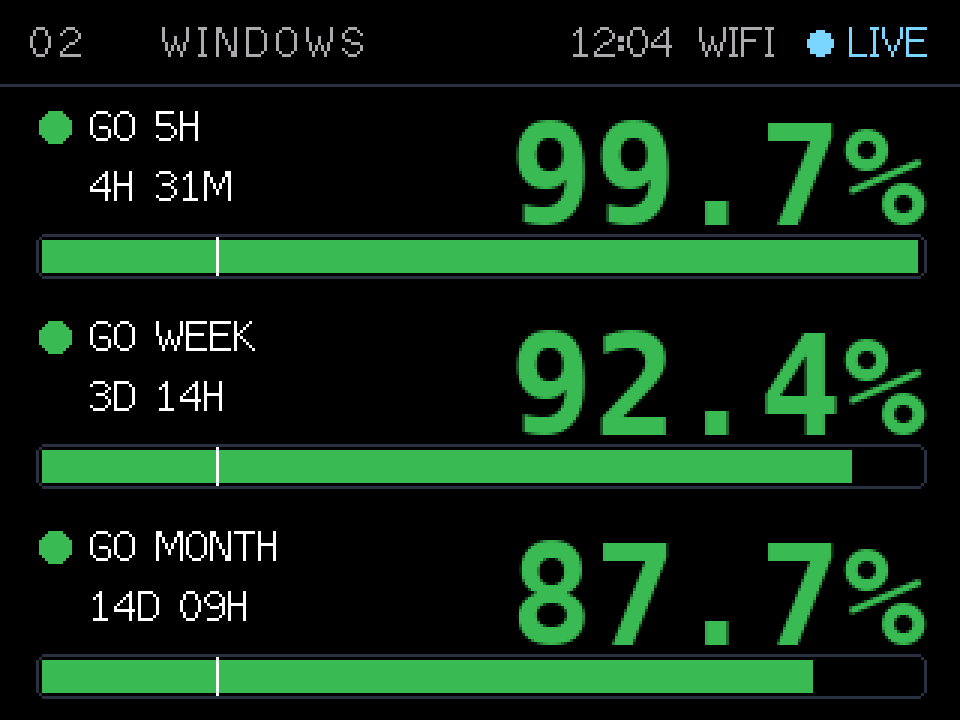 02 WINDOWS 12:04 WIFI LIVE
GO 5H 99.7%
4H 31M
GO WEEK 92.4%
3D 14H
GO MONTH 87.7%
14D 09H